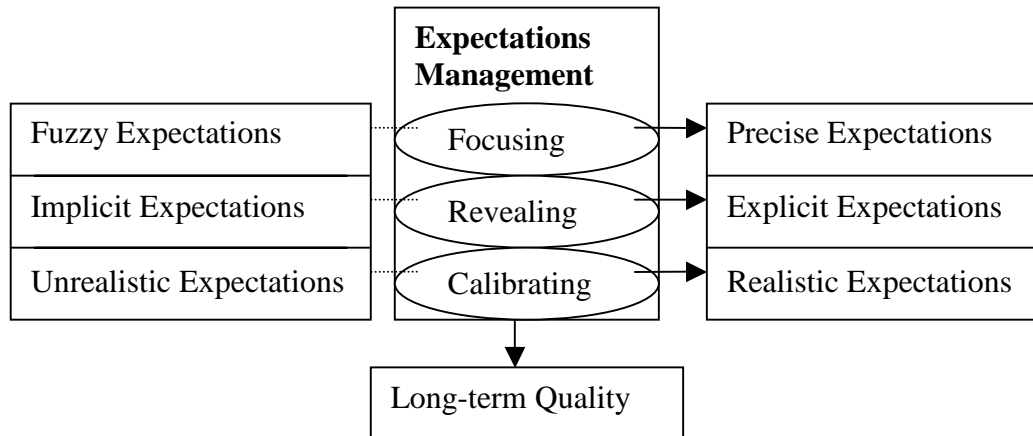 Expectations
Management
Fuzzy Expectations
Focusing
Precise Expectations
Implicit Expectations
Revealing
Explicit Expectations
Unrealistic Expectations
Calibrating
Realistic Expectations
Long-term Quality